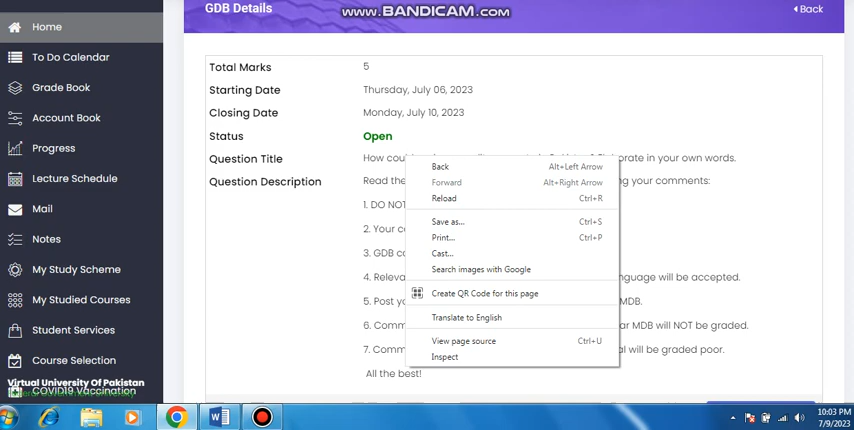 GDB Details
WWW.BANDICAM.COM
Back
Home
To Do Calendar
Grade Book
Account Book
Progress
Lecture Schedule
Mail
Notes
My Study Scheme
My Studied Courses
Student Services
Course Selection
Virtual University Of Pakistan
Federal Government University
COVID19 Vaccination
Total Marks 5
Starting Date Thursday, July 06, 2023
Closing Date Monday, July 10, 2023
Status Open
Question Title How in your own words.
Question Description Read the your comments:
1. DO NOT
2. Your
3. GDB
4. will be accepted.
5. Post MDB.
6. MDB will NOT be graded.
7. will be graded poor.
All the best!
Back Alt+Left Arrow
Forward Alt+Right Arrow
Reload Ctrl+R
Save as... Ctrl+S
Print... Ctrl+P
Cast...
Search images with Google
Create QR Code for this page
Translate to English
View page source Ctrl+U
Inspect
10:03 PM
7/9/2023